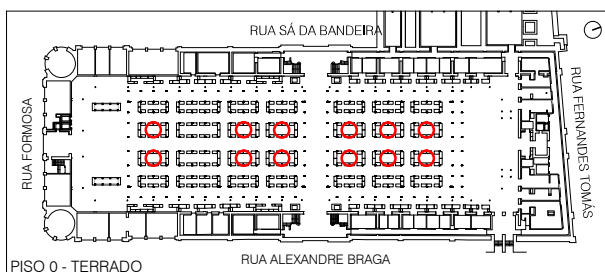 RUA SÁ DA BANDEIRA
RUA FORMOSA
RUA FERNANDES TOMÁS
RUA ALEXANDRE BRAGA
PISO 0 - TERRADO